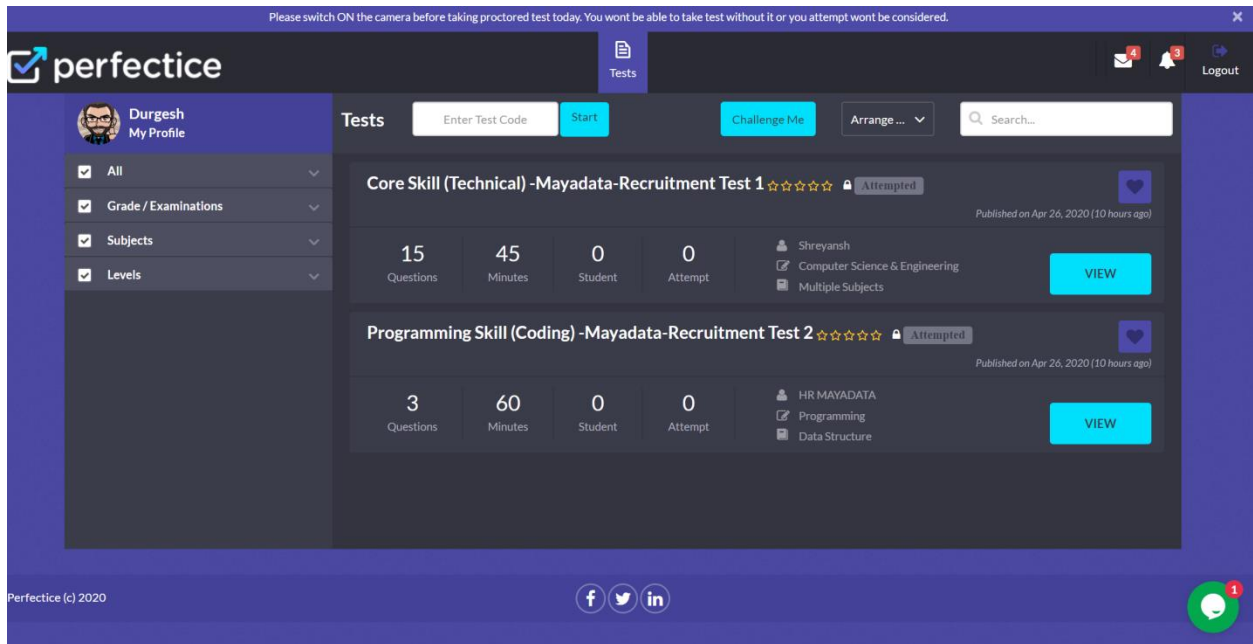 Please switch ON the camera before taking proctored test today. You wont be able to take test without it or you attempt wont be considered.
perfectice
Tests
4
3
Logout
Durgesh
My Profile
Tests
Enter Test Code
Start
Challenge Me
Arrange ...
Search...
All
Grade / Examinations
Subjects
Levels
Core Skill (Technical) -Mayadata-Recruitment Test 1
Attempted
Published on Apr 26, 2020 (10 hours ago)
15
Questions
45
Minutes
0
Student
0
Attempt
Shreyansh
Computer Science & Engineering
Multiple Subjects
VIEW
Programming Skill (Coding) -Mayadata-Recruitment Test 2
Attempted
Published on Apr 26, 2020 (10 hours ago)
3
Questions
60
Minutes
0
Student
0
Attempt
HR MAYADATA
Programming
Data Structure
VIEW
Perfectice (c) 2020
1